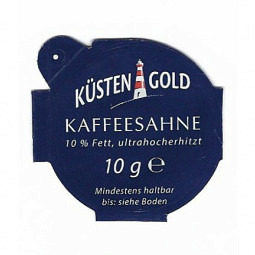 KÜSTEN GOLD
KAFFEESAHNE
10 % Fett, ultrahocherhitzt
10 g ℮
Mindestens haltbar
bis: siehe Boden